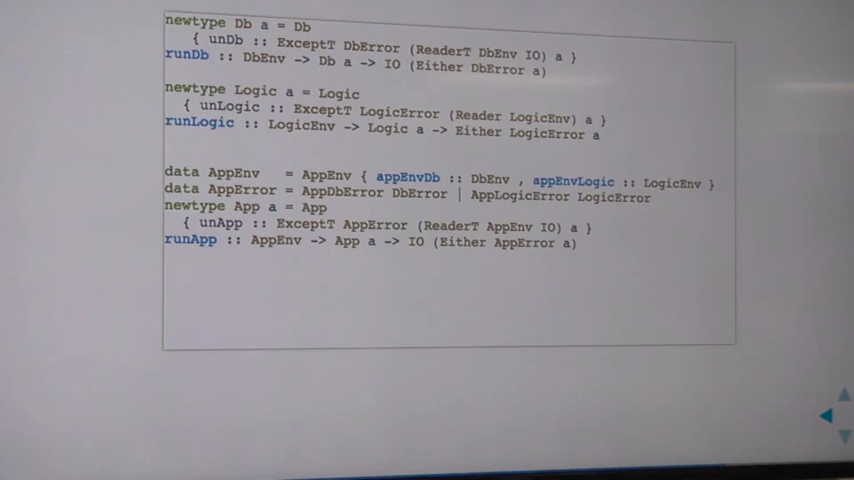 newtype Db a = Db
{ unDb :: ExceptT DbError (ReaderT DbEnv IO) a }
runDb :: DbEnv -> Db a -> IO (Either DbError a)
newtype Logic a = Logic
{ unLogic :: ExceptT LogicError (Reader LogicEnv) a }
runLogic :: LogicEnv -> Logic a -> Either LogicError a
data AppEnv = AppEnv { appEnvDb :: DbEnv , appEnvLogic :: LogicEnv }
data AppError = AppDbError DbError | AppLogicError LogicError
newtype App a = App
{ unApp :: ExceptT AppError (ReaderT AppEnv IO) a }
runApp :: AppEnv -> App a -> IO (Either AppError a)